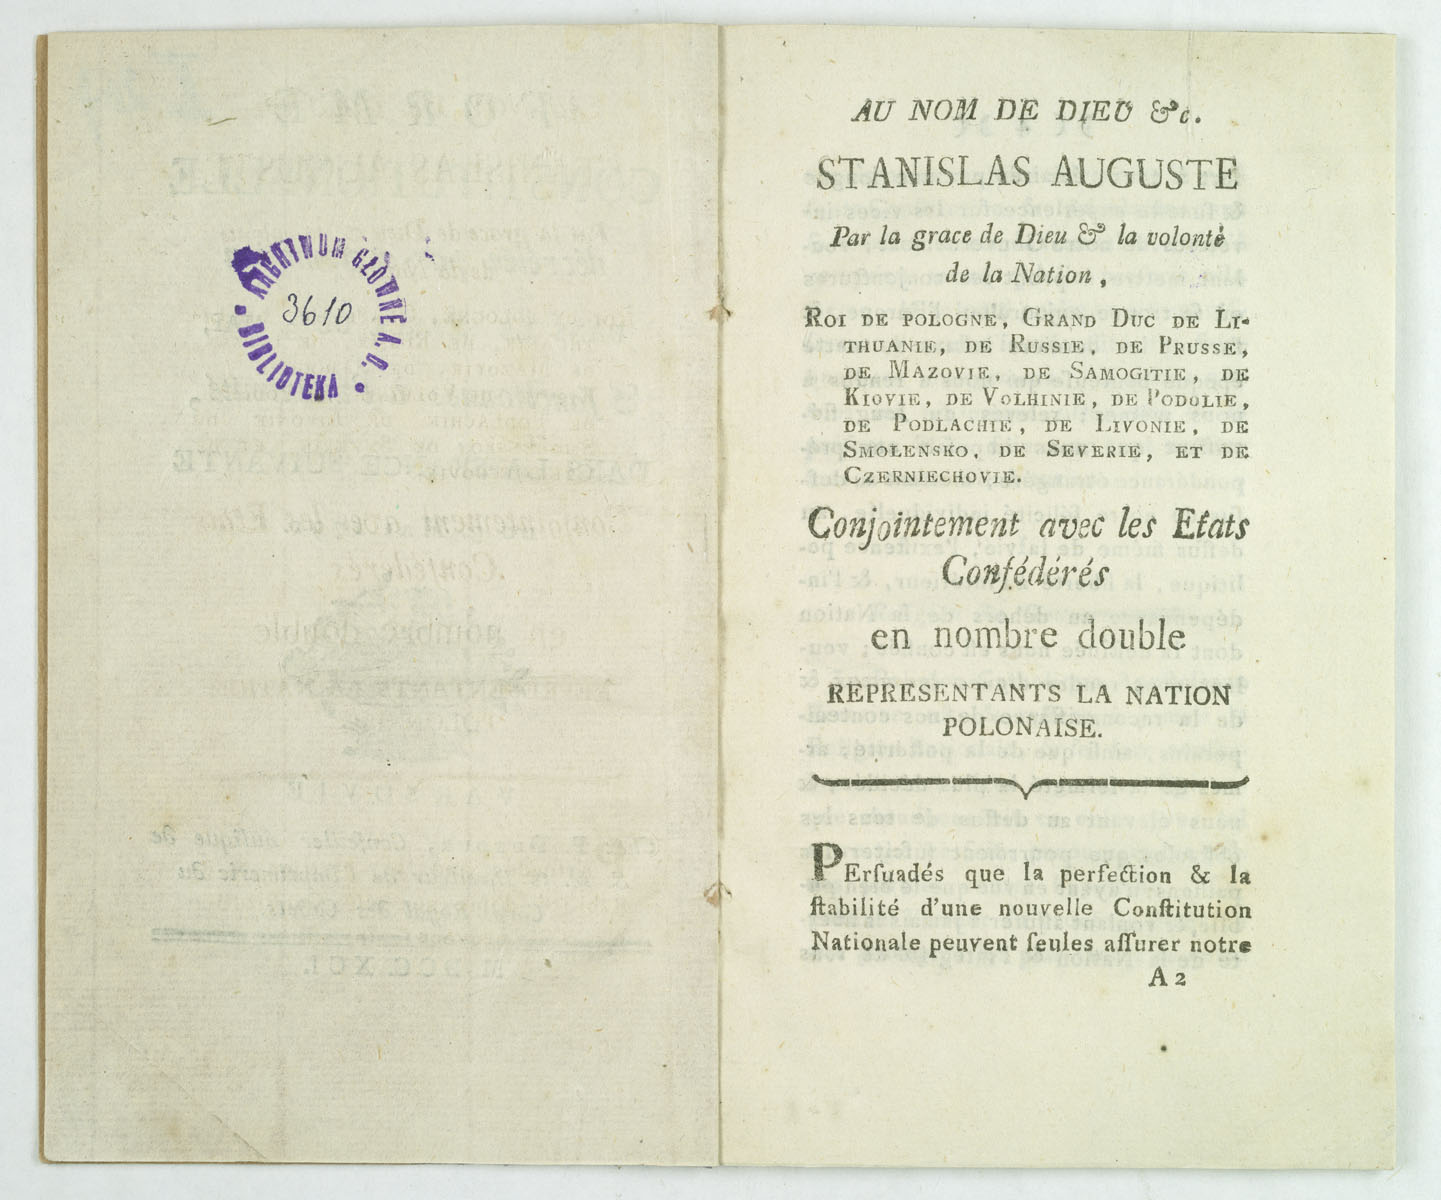 ARCHIWUM GŁÓWNE A. D.
3610
BIBLIOTEKA
AU NOM DE DIEU &c.
STANISLAS AUGUSTE
Par la grace de Dieu & la volontè
de la Nation,
ROI DE POLOGNE, GRAND DUC DE LI-
THUANIE, DE RUSSIE, DE PRUSSE,
DE MAZOVIE, DE SAMOGITIE, DE
KIOVIE, DE VOLHINIE, DE PODOLIE,
DE PODLACHIE, DE LIVONIE, DE
SMOLENSKO, DE SEVERIE, ET DE
CZERNIECHOVIE.
Conjointement avec les Etats
Confédérés
en nombre double
REPRESENTANTS LA NATION
POLONAISE.
PErſuadés que la perfection & la
ſtabilité d'une nouvelle Conſtitution
Nationale peuvent ſeules aſſurer notre
A 2